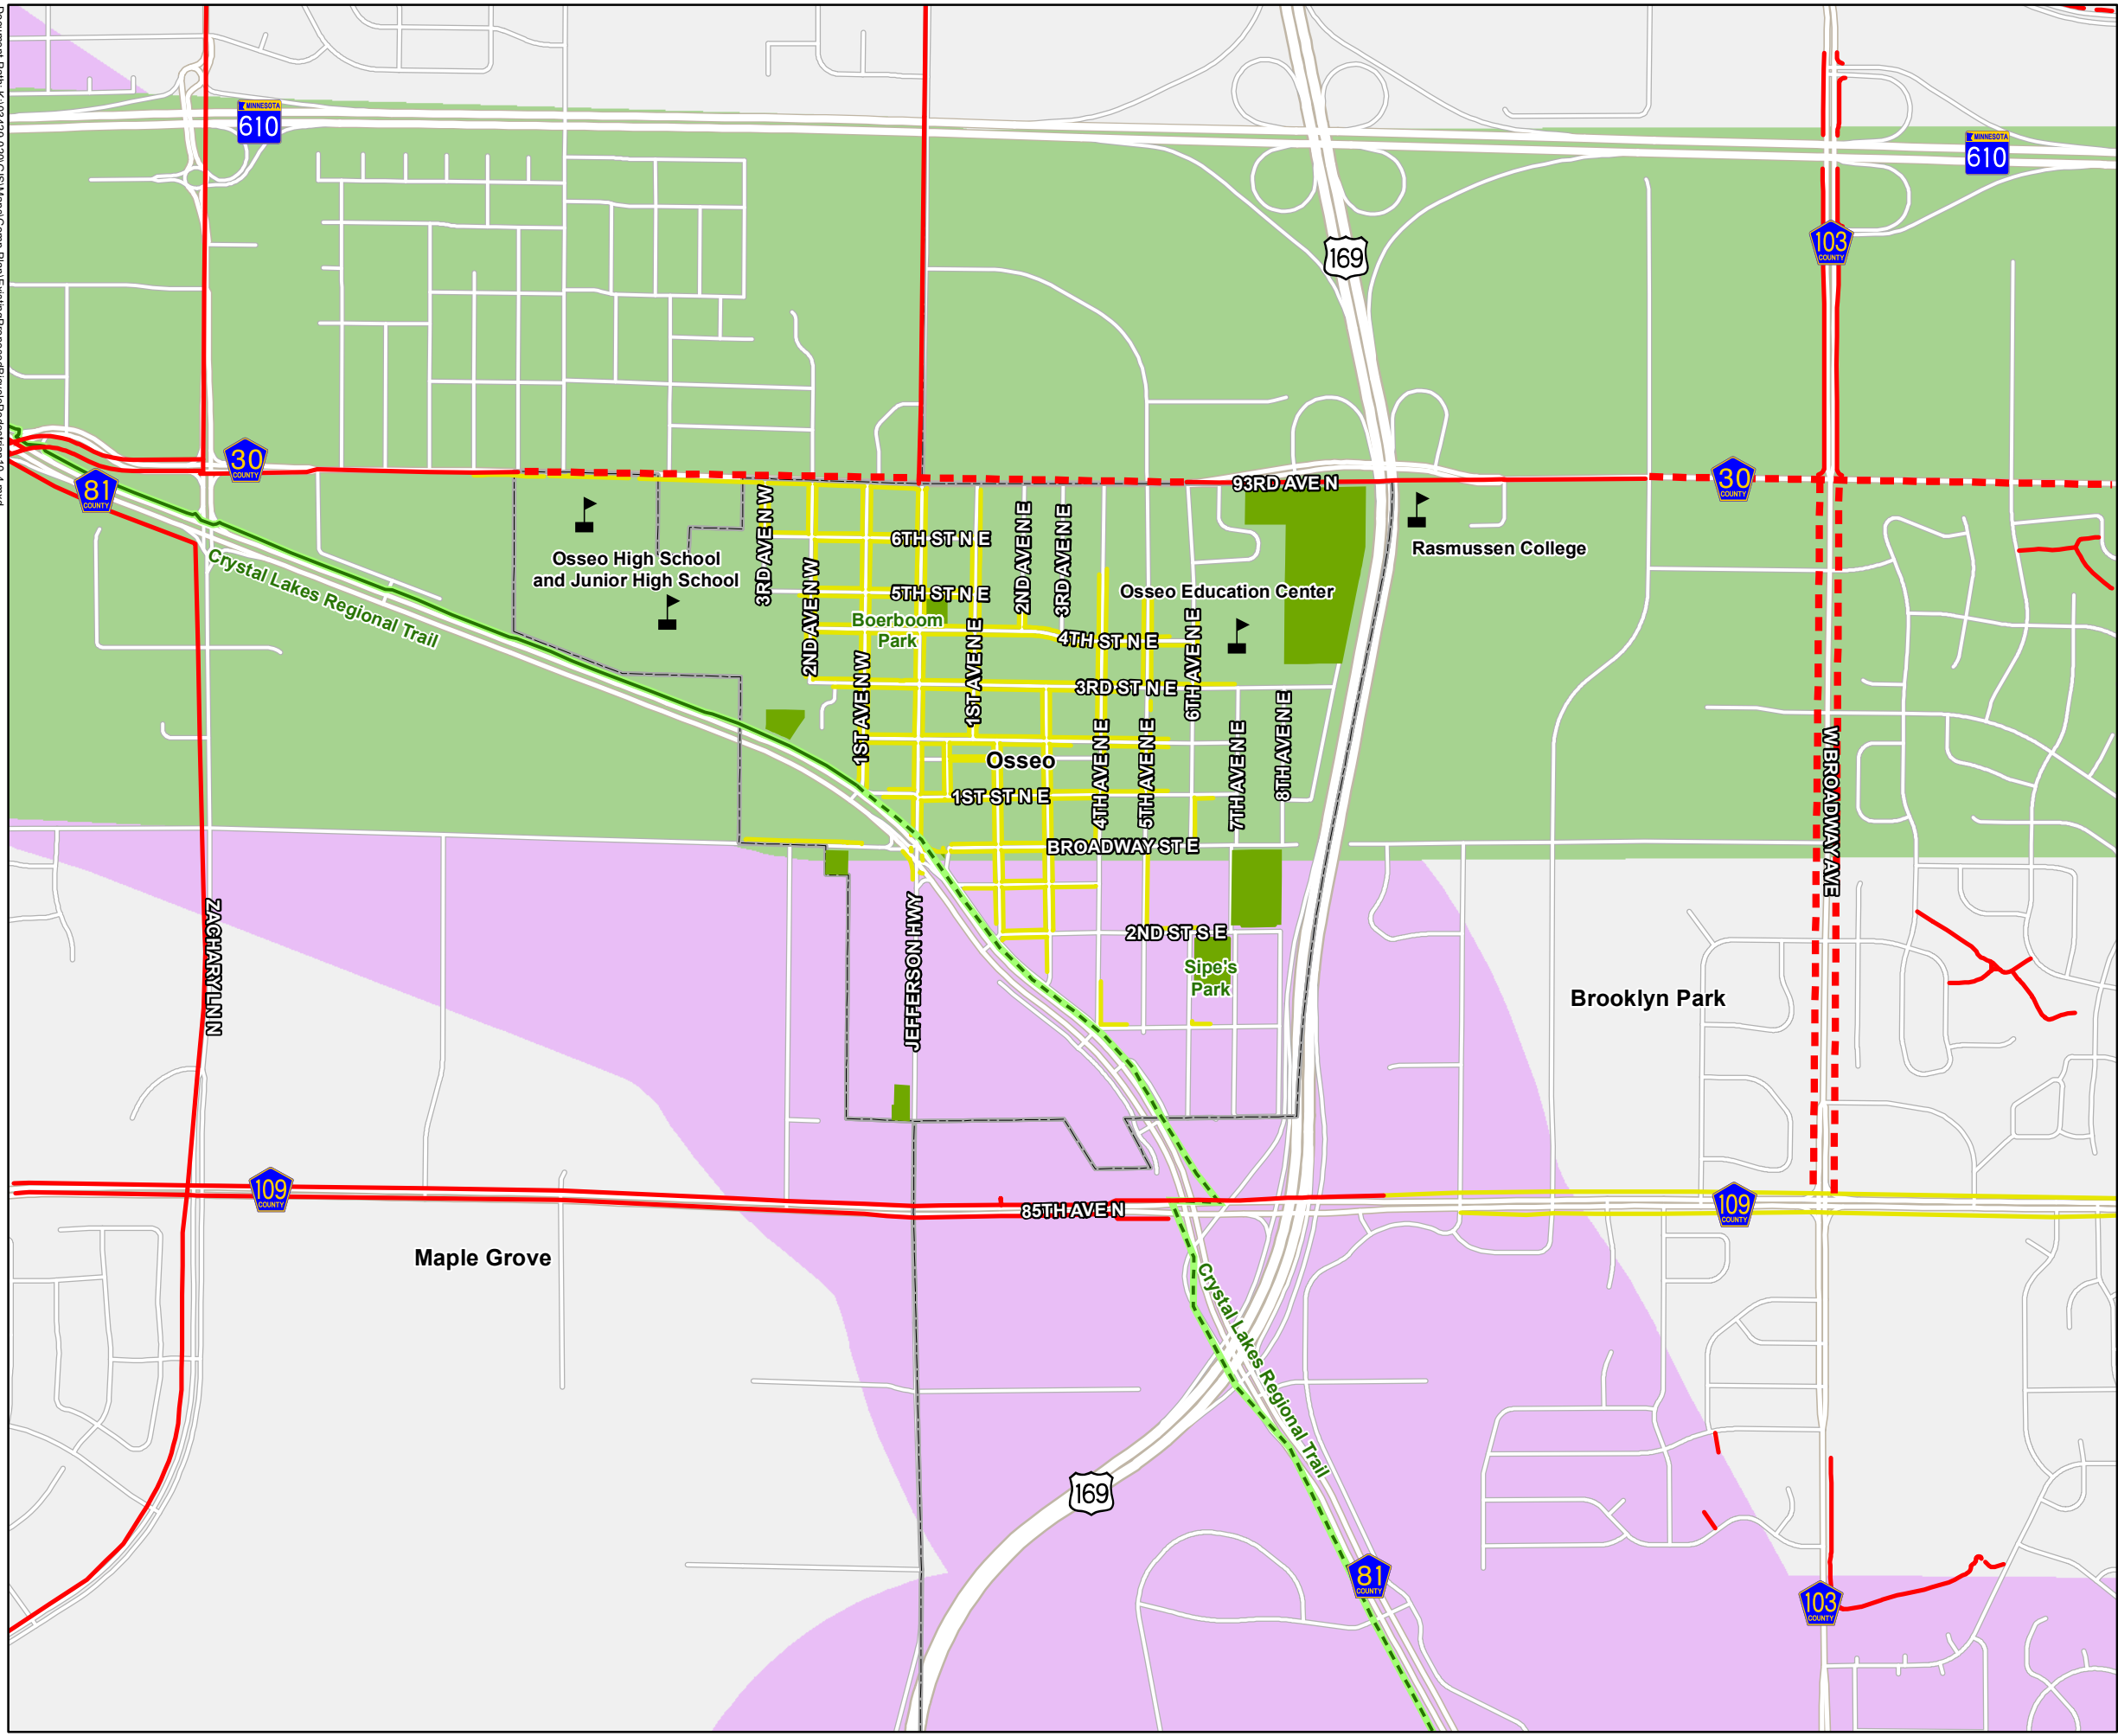 MINNESOTA
610
MINNESOTA
610
103
COUNTY
169
30
COUNTY
81
COUNTY
30
COUNTY
93RD AVE N
3RD AVE N W
6TH ST N E
2ND AVE N E
3RD AVE N E
Osseo High School
and Junior High School
Rasmussen College
Crystal Lakes Regional Trail
2ND AVE N W
5TH ST N E
Osseo Education Center
Boerboom
Park
4TH ST N E
6TH AVE N E
1ST AVE N W
1ST AVE N E
3RD ST N E
4TH AVE N E
5TH AVE N E
7TH AVE N E
8TH AVE N E
Osseo
1ST ST N E
W BROADWAY AVE
BROADWAY ST E
ZACHARY LN N
JEFFERSON HWY
2ND ST S E
Sipe's
Park
Brooklyn Park
109
COUNTY
85TH AVE N
109
COUNTY
Maple Grove
Crystal Lakes Regional Trail
169
81
COUNTY
103
COUNTY